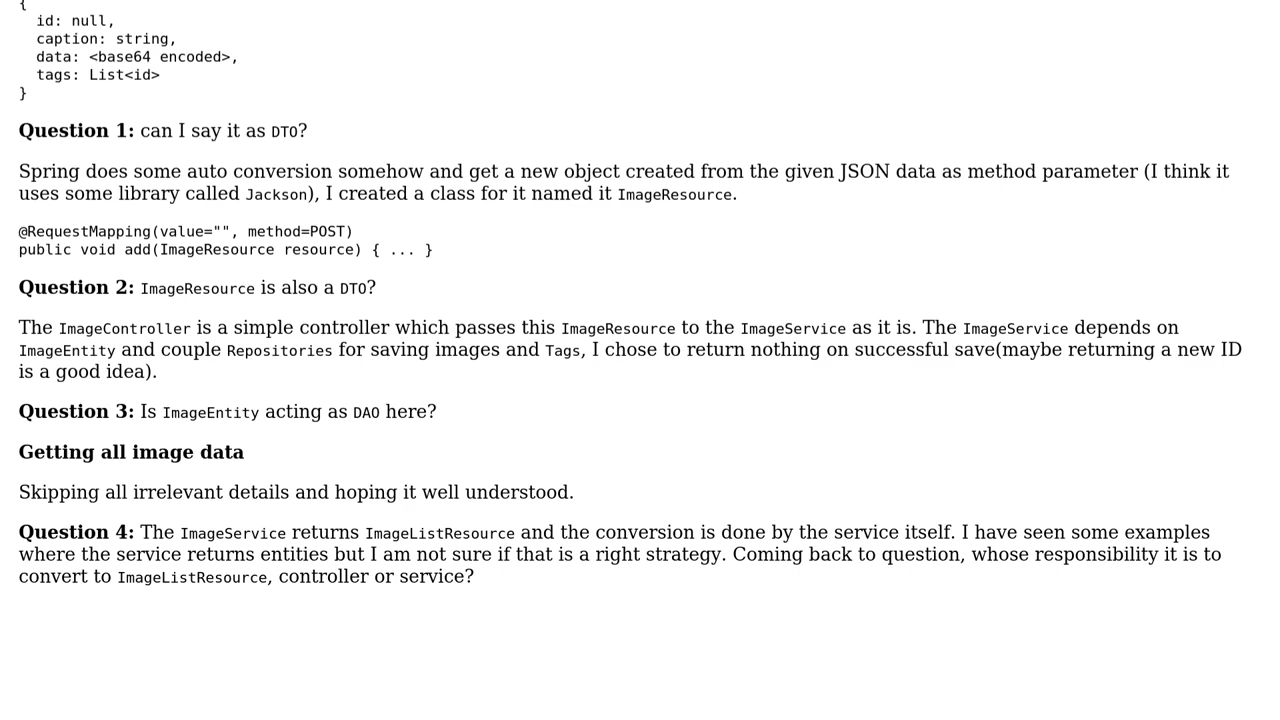 {
  id: null,
  caption: string,
  data: <base64 encoded>,
  tags: List<id>
}
Question 1: can I say it as DTO?
Spring does some auto conversion somehow and get a new object created from the given JSON data as method parameter (I think it
uses some library called Jackson), I created a class for it named it ImageResource.
@RequestMapping(value="", method=POST)
public void add(ImageResource resource) { ... }
Question 2: ImageResource is also a DTO?
The ImageController is a simple controller which passes this ImageResource to the ImageService as it is. The ImageService depends on
ImageEntity and couple Repositories for saving images and Tags, I chose to return nothing on successful save(maybe returning a new ID
is a good idea).
Question 3: Is ImageEntity acting as DAO here?
Getting all image data
Skipping all irrelevant details and hoping it well understood.
Question 4: The ImageService returns ImageListResource and the conversion is done by the service itself. I have seen some examples
where the service returns entities but I am not sure if that is a right strategy. Coming back to question, whose responsibility it is to
convert to ImageListResource, controller or service?